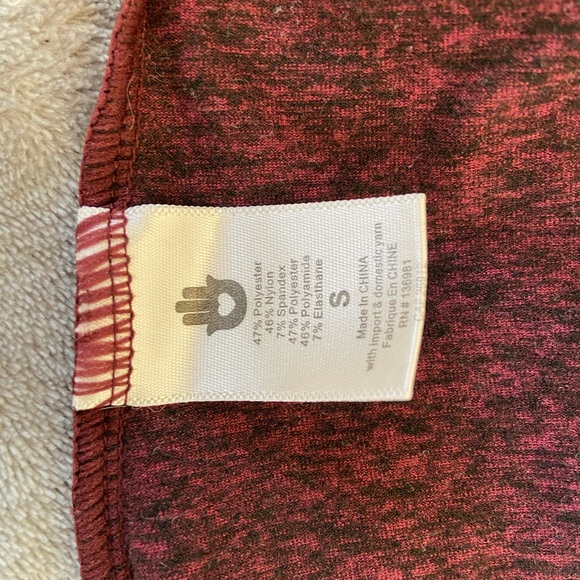 47% Polyester
46% Nylon
7% Spandex
47% Polyester
46% Polyamide
7% Elasthane
S
Made in CHINA
with import & domestic yarn
Fabriqué en CHINE
RN # 136981